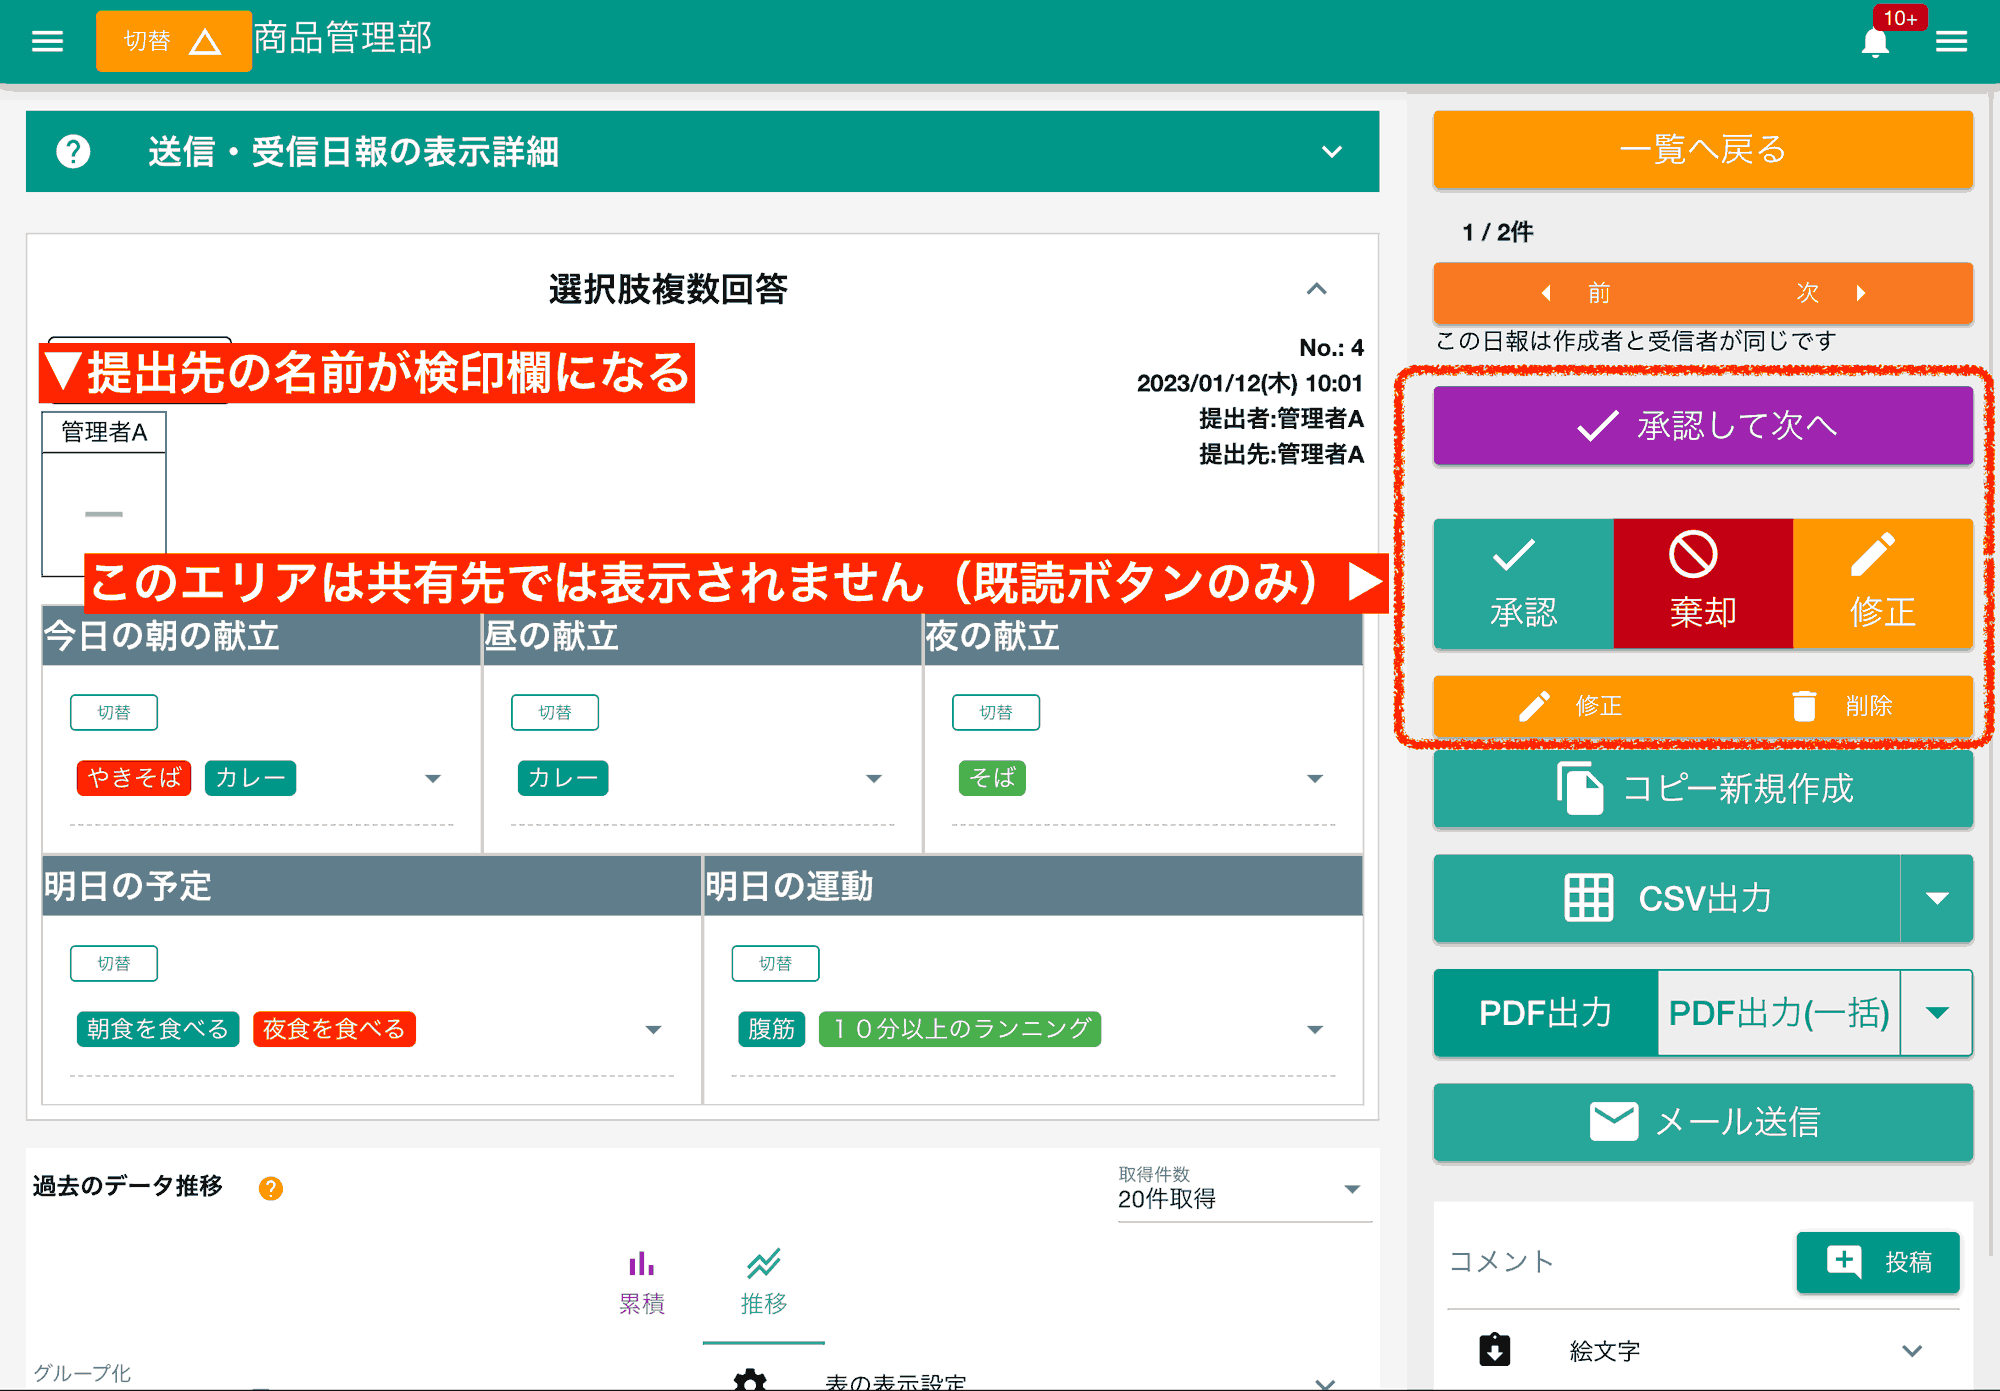 切替 商品管理部 10+
送信・受信日報の表示詳細
選択肢複数回答
No.: 4
2023/01/12(木) 10:01
提出者:管理者A
提出先:管理者A
▼提出先の名前が検印欄になる
管理者A
このエリアは共有先では表示されません（既読ボタンのみ）▶
今日の朝の献立 昼の献立 夜の献立
切替 切替 切替
やきそば カレー カレー そば
明日の予定 明日の運動
切替 切替
朝食を食べる 夜食を食べる 腹筋 １０分以上のランニング
過去のデータ推移
取得件数
20件取得
累積 推移
グループ化
表の表示設定
一覧へ戻る
1 / 2件
前 次
この日報は作成者と受信者が同じです
承認して次へ
承認 棄却 修正
修正 削除
コピー新規作成
CSV出力
PDF出力 PDF出力(一括)
メール送信
コメント 投稿
絵文字